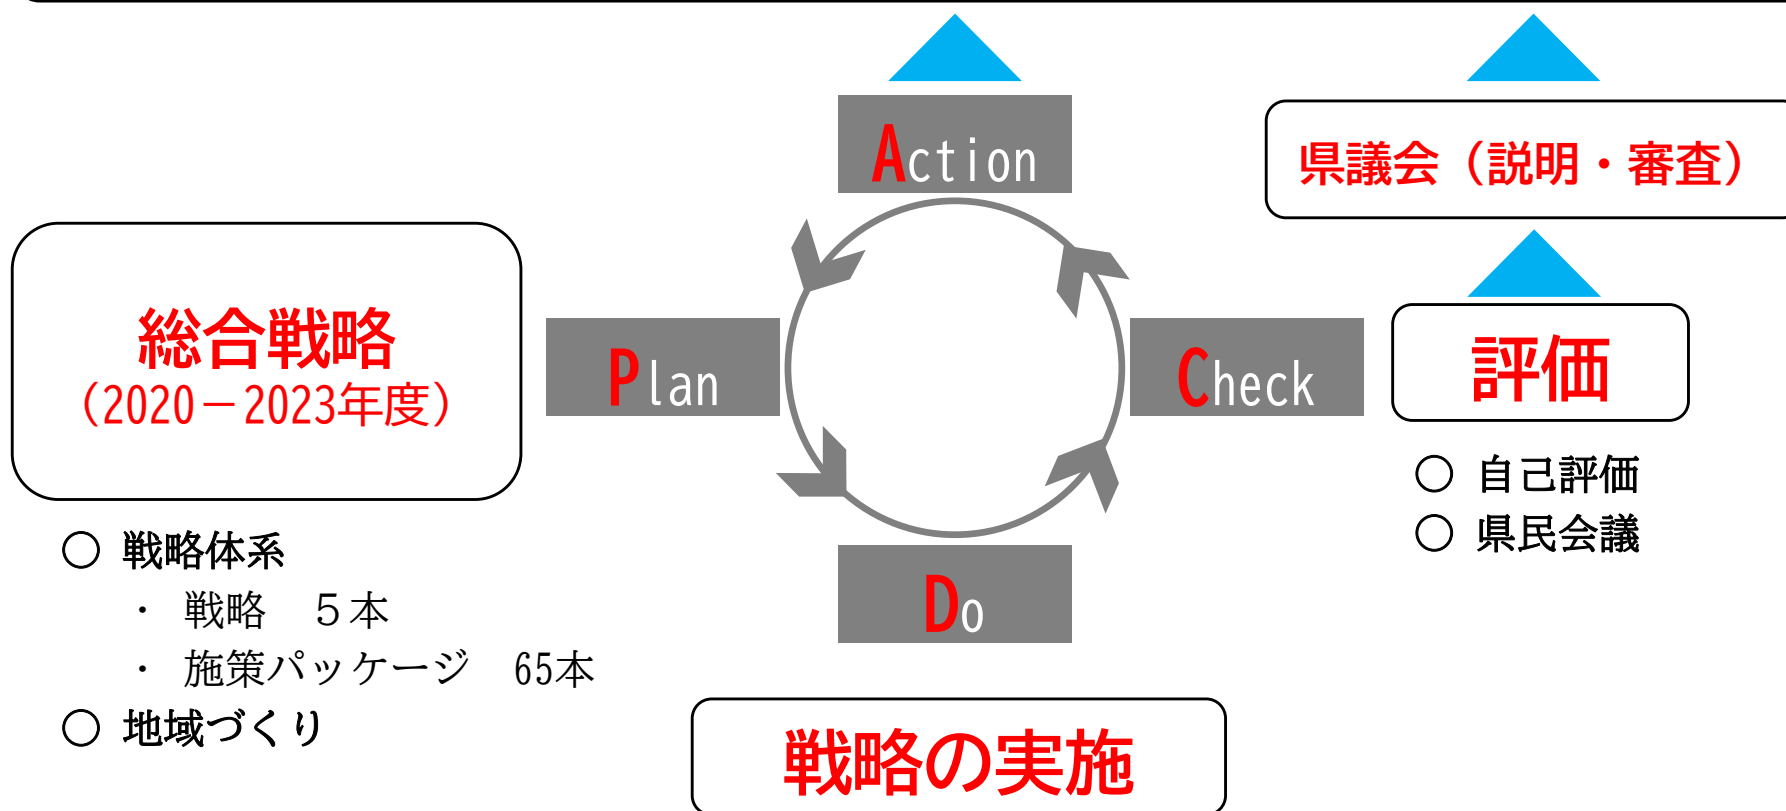 Action
県議会（説明・審査）
総合戦略
（2020－2023年度）
Plan
Check
評価
○ 自己評価
○ 県民会議
○ 戦略体系
・ 戦略　５本
・ 施策パッケージ　65本
○ 地域づくり
Do
戦略の実施